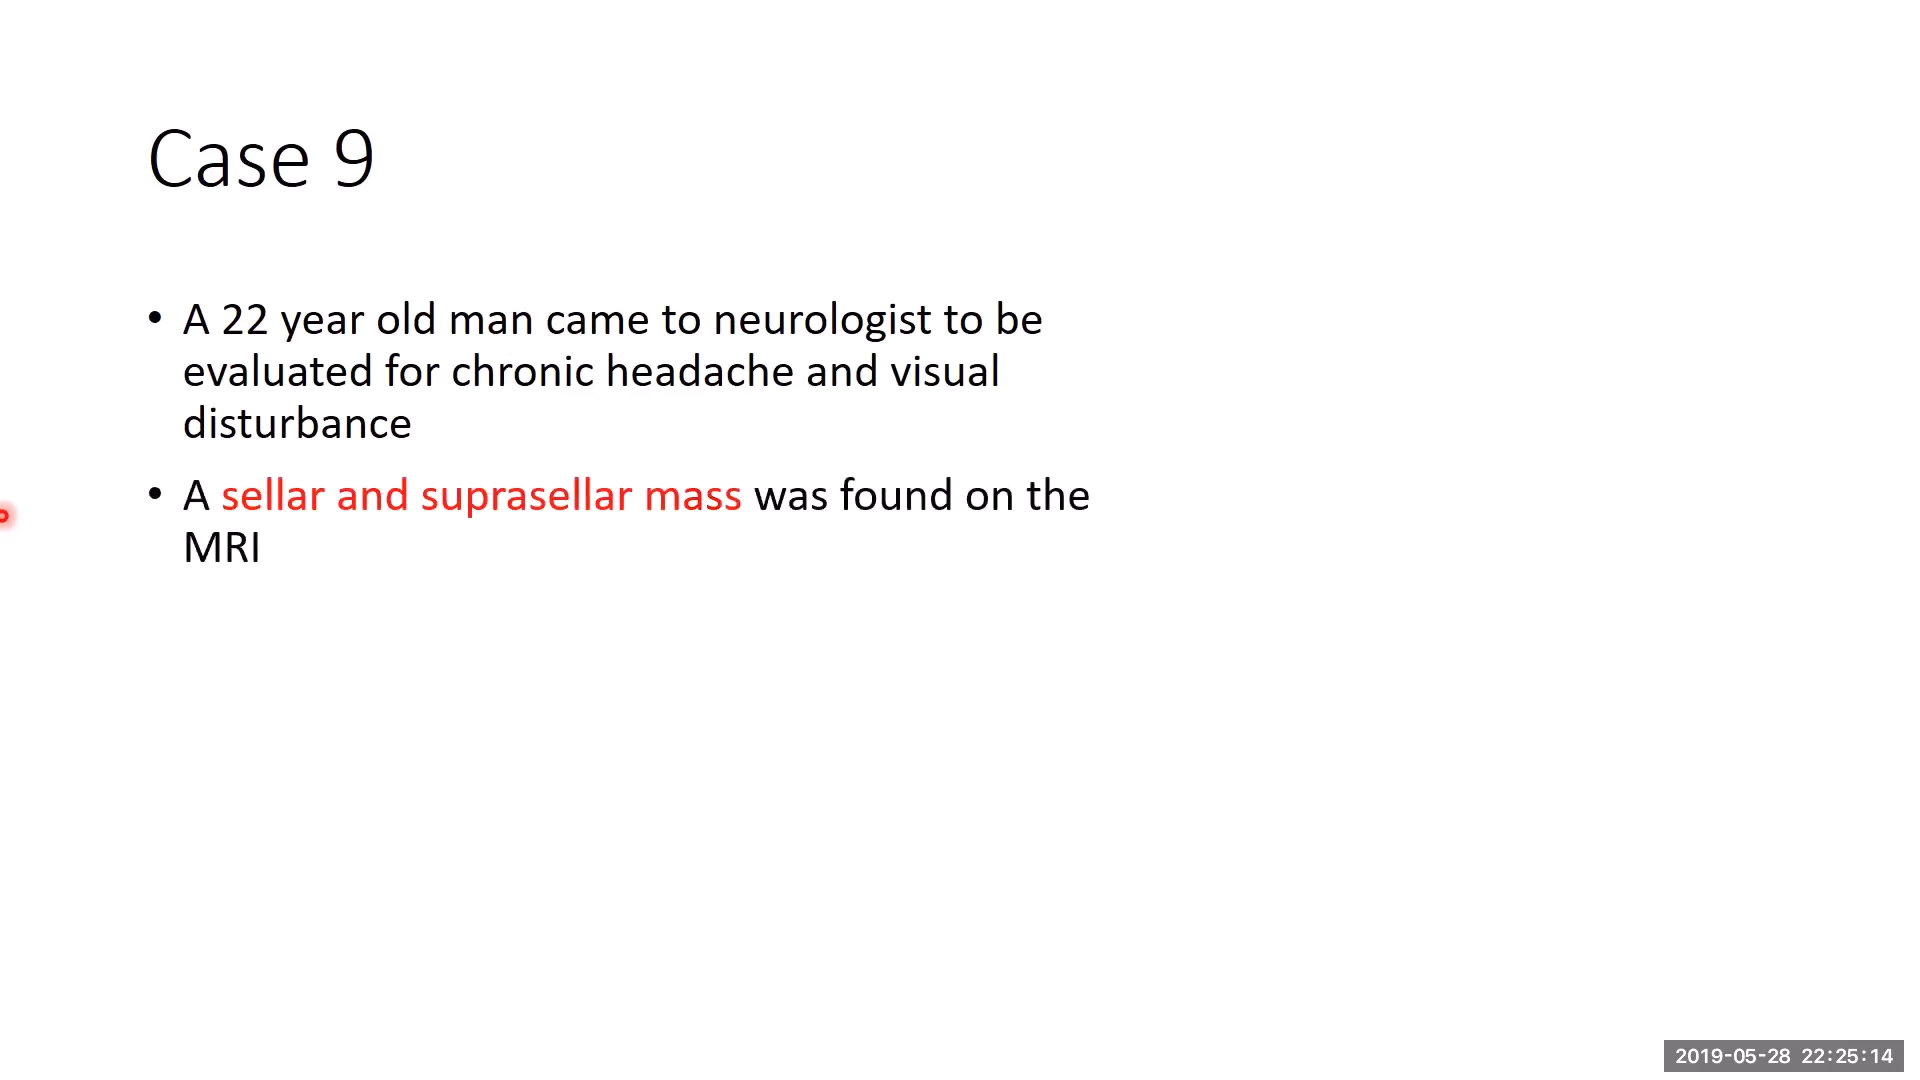 Case 9
• A 22 year old man came to neurologist to be
evaluated for chronic headache and visual
disturbance
• A sellar and suprasellar mass was found on the
MRI
2019-05-28 22:25:14